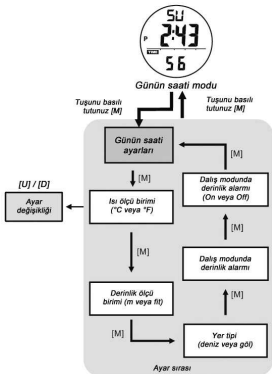 SU
P 2:43
56
Günün saati modu
Tuşunu basılı
tutunuz [M]
Tuşunu basılı
tutunuz [M]
Günün saati
ayarları
[M]
Isı ölçü birimi
(°C veya °F)
[U] / [D]
Ayar
değişikliği
[M]
Derinlik ölçü
birimi (m veya fit)
[M]
Yer tipi
(deniz veya göl)
[M]
Dalış modunda
derinlik alarmı
[M]
Dalış modunda
derinlik alarmı
(On veya Off)
[M]
Ayar sırası